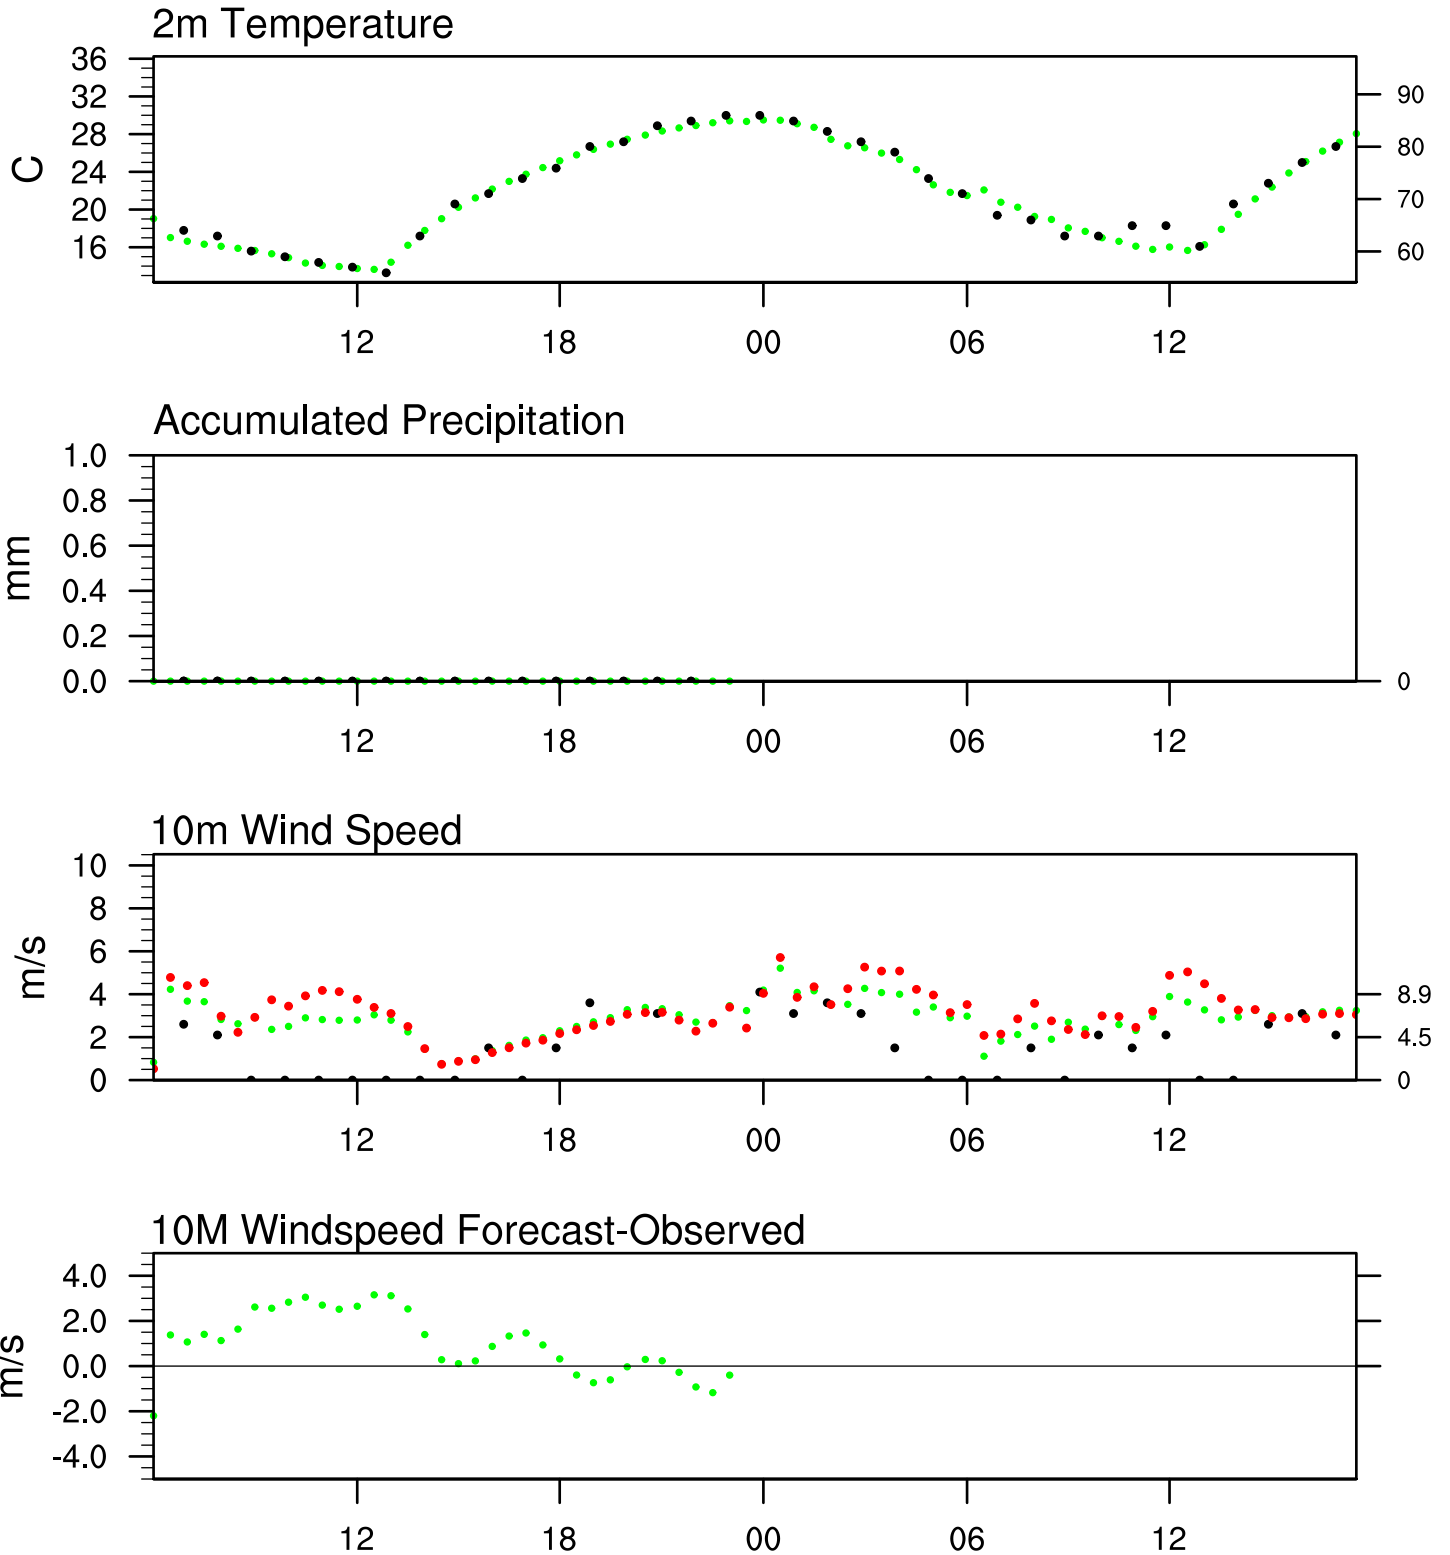 2m Temperature
36
32
28
24
20
16
C
90
80
70
60
12 18 00 06 12
Accumulated Precipitation
1.0
0.8
0.6
0.4
0.2
0.0
mm
0
12 18 00 06 12
10m Wind Speed
10
8
6
4
2
0
m/s
8.9
4.5
0
12 18 00 06 12
10M Windspeed Forecast-Observed
4.0
2.0
0.0
-2.0
-4.0
m/s
12 18 00 06 12